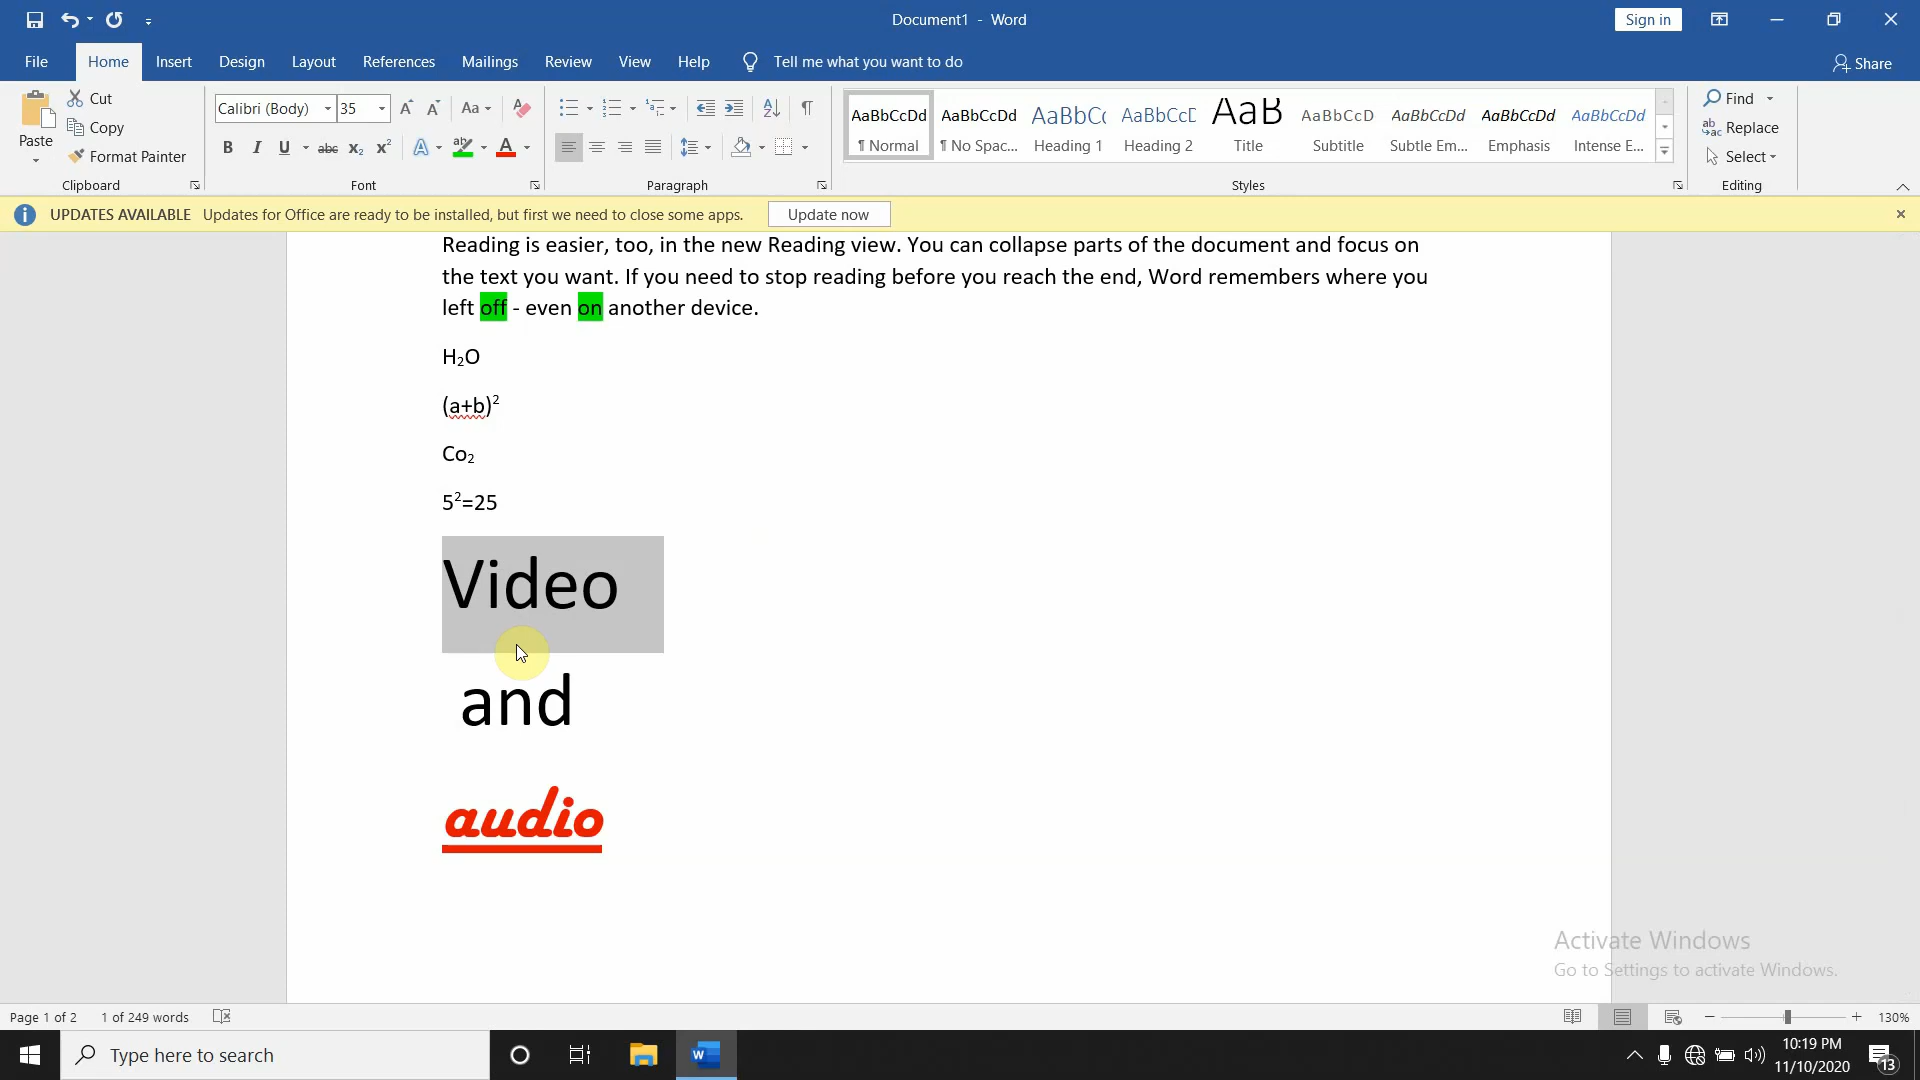 Document1 - Word
Sign in
File Home Insert Design Layout References Mailings Review View Help Tell me what you want to do Share
Paste
Cut
Copy
Format Painter
Clipboard
Calibri (Body) 35 Aa
B I U abc X₂ X² A ab A
Font
Paragraph
AaBbCcDd AaBbCcDd AaBbCc AaBbCcE AaB AaBbCcD AaBbCcDd AaBbCcDd AaBbCcDd
¶ Normal ¶ No Spac... Heading 1 Heading 2 Title Subtitle Subtle Em... Emphasis Intense E...
Styles
Find
Replace
Select
Editing
UPDATES AVAILABLE Updates for Office are ready to be installed, but first we need to close some apps. Update now
Reading is easier, too, in the new Reading view. You can collapse parts of the document and focus on
the text you want. If you need to stop reading before you reach the end, Word remembers where you
left off - even on another device.
H₂O
(a+b)²
Co₂
5²=25
Video
and
audio
Activate Windows
Go to Settings to activate Windows.
Page 1 of 2 1 of 249 words 130%
Type here to search
10:19 PM
11/10/2020
13